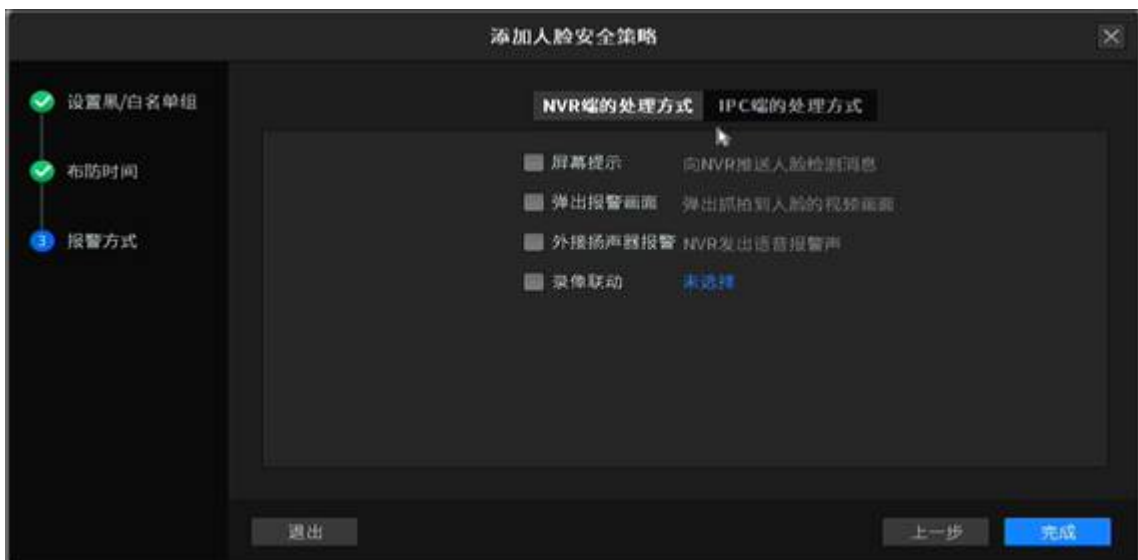 添加人脸安全策略
设置黑/白名单组
布防时间
3 报警方式
NVR端的处理方式 IPC端的处理方式
屏幕提示 向NVR推送人脸检测消息
弹出报警画面 弹出抓拍到人脸的视频画面
外接扬声器报警 NVR发出语音报警声
录像联动 未选择
退出 上一步 完成